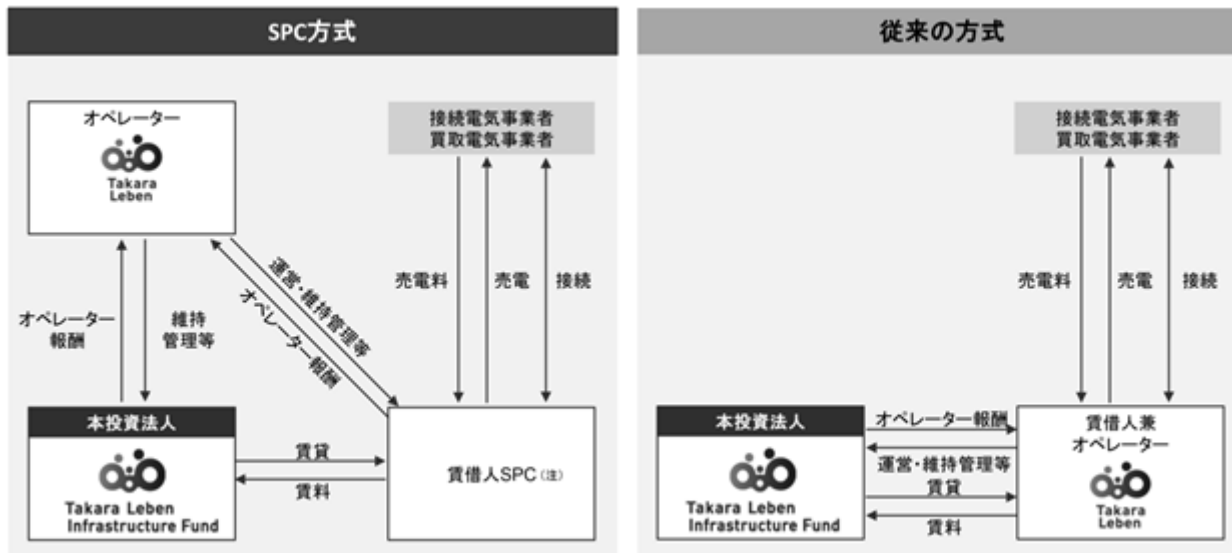 SPC方式
オペレーター
Takara
Leben
接続電気事業者
買取電気事業者
オペレーター
報酬
維持
管理等
運営・維持管理等
オペレーター報酬
売電料
売電
接続
本投資法人
Takara Leben
Infrastructure Fund
賃貸
賃料
賃借人SPC(注)
従来の方式
接続電気事業者
買取電気事業者
売電料
売電
接続
本投資法人
Takara Leben
Infrastructure Fund
オペレーター報酬
運営・維持管理等
賃貸
賃料
賃借人兼
オペレーター
Takara
Leben